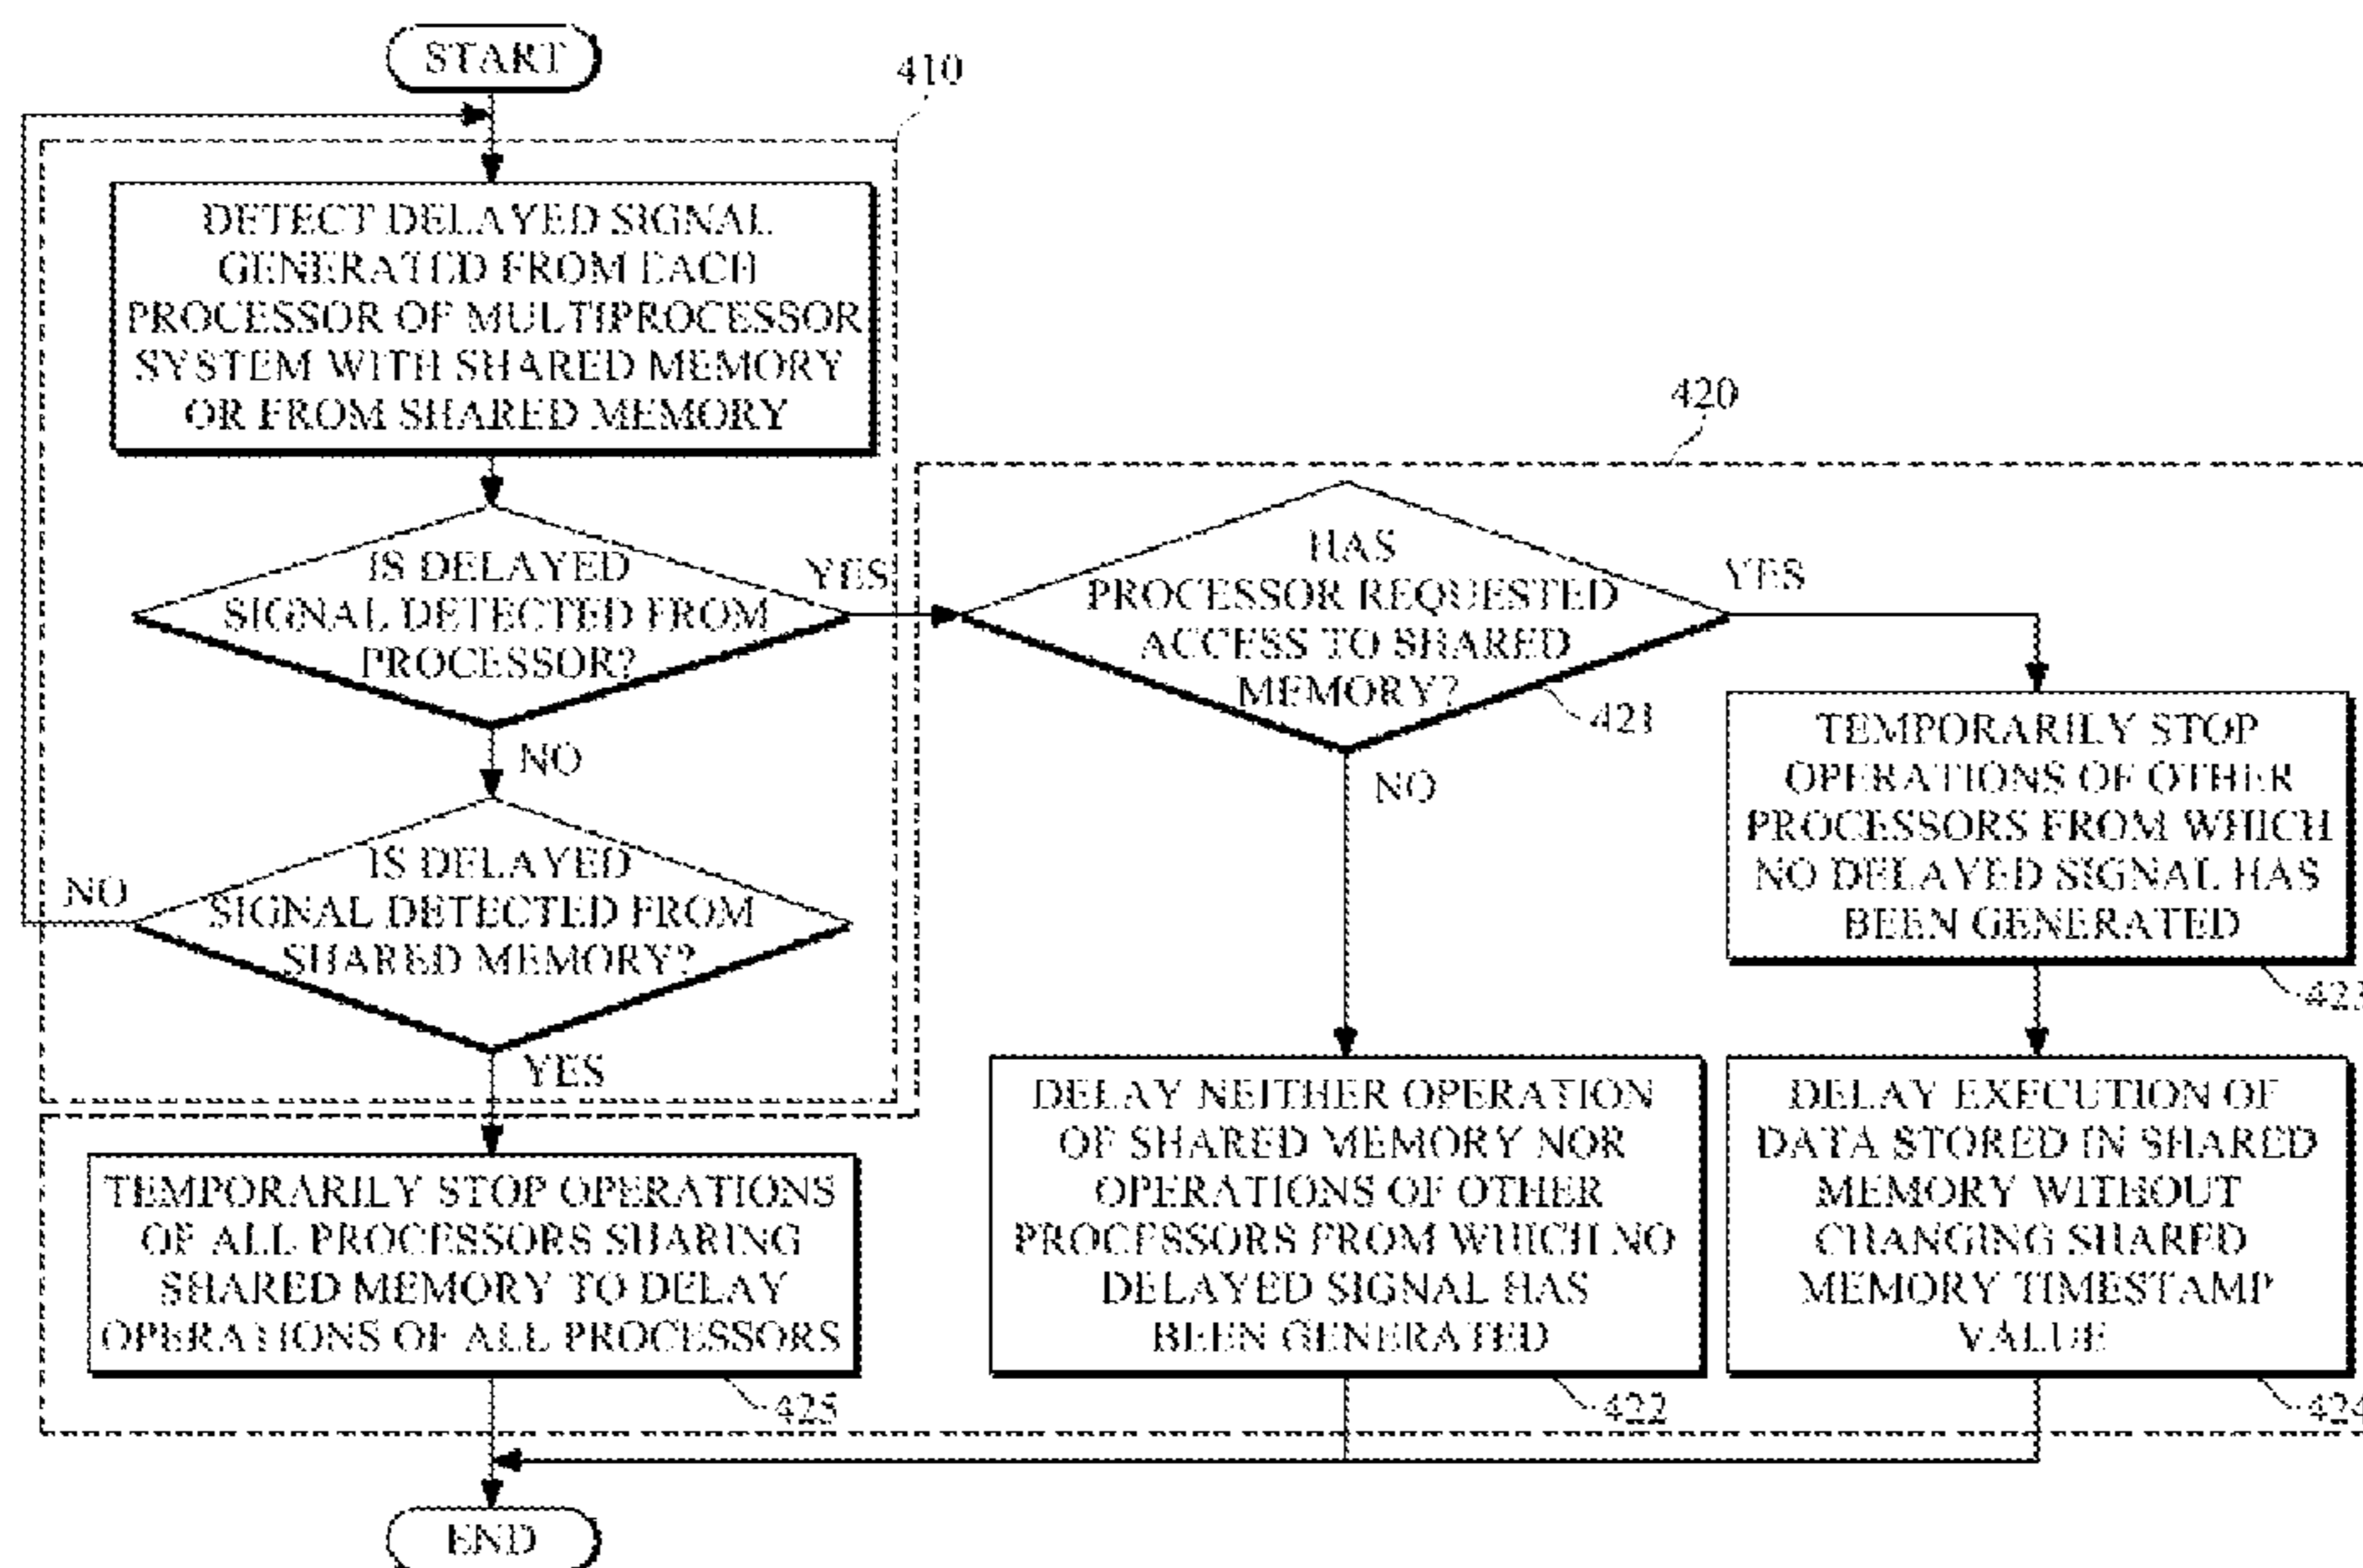 START
410
DETECT DELAYED SIGNAL
GENERATED FROM EACH
PROCESSOR OF MULTIPROCESSOR
SYSTEM WITH SHARED MEMORY
OR FROM SHARED MEMORY
IS DELAYED
SIGNAL DETECTED FROM
PROCESSOR?
YES
NO
IS DELAYED
SIGNAL DETECTED FROM
SHARED MEMORY?
NO
YES
TEMPORARILY STOP OPERATIONS
OF ALL PROCESSORS SHARING
SHARED MEMORY TO DELAY
OPERATIONS OF ALL PROCESSORS
425
420
HAS
PROCESSOR REQUESTED
ACCESS TO SHARED
MEMORY?
421
YES
NO
DELAY NEITHER OPERATION
OF SHARED MEMORY NOR
OPERATIONS OF OTHER
PROCESSORS FROM WHICH NO
DELAYED SIGNAL HAS
BEEN GENERATED
422
TEMPORARILY STOP
OPERATIONS OF OTHER
PROCESSORS FROM WHICH
NO DELAYED SIGNAL HAS
BEEN GENERATED
423
DELAY EXECUTION OF
DATA STORED IN SHARED
MEMORY WITHOUT
CHANGING SHARED
MEMORY TIMESTAMP
VALUE
424
END